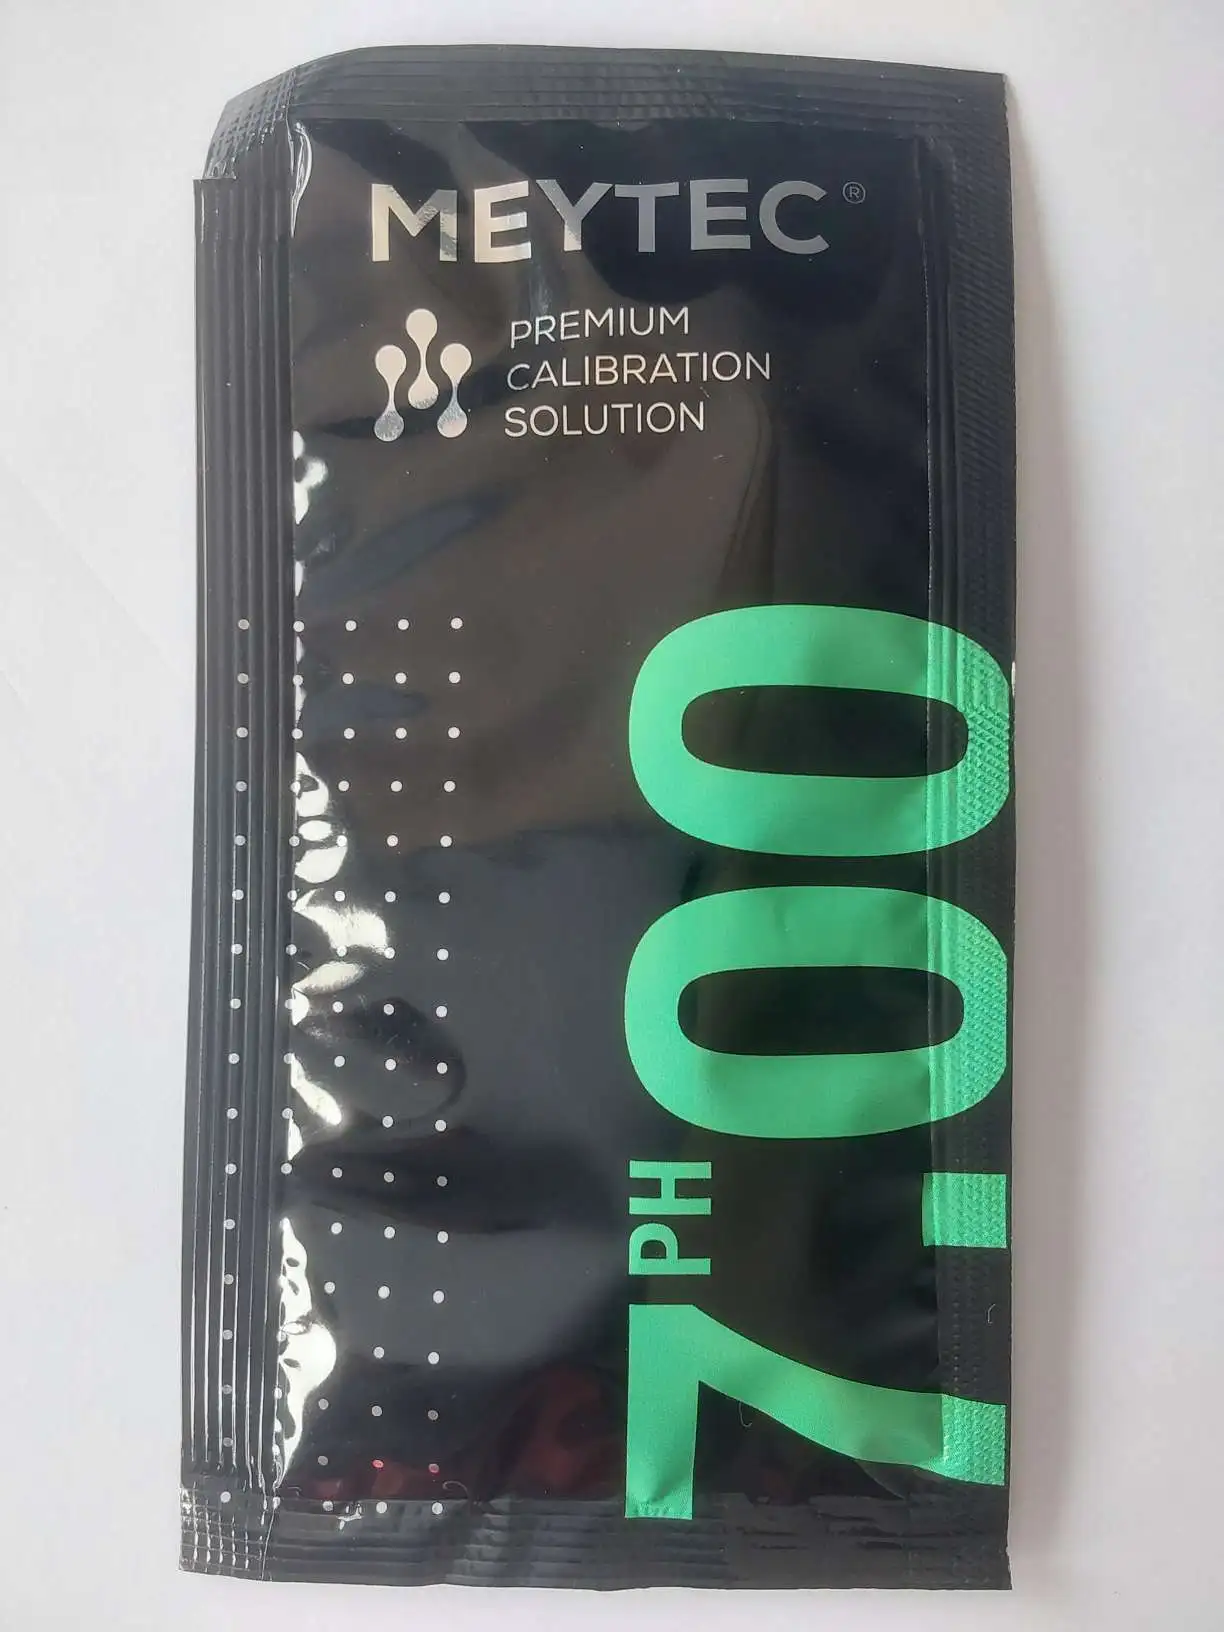 MEYTEC®
PREMIUM
CALIBRATION
SOLUTION
7.00
PH